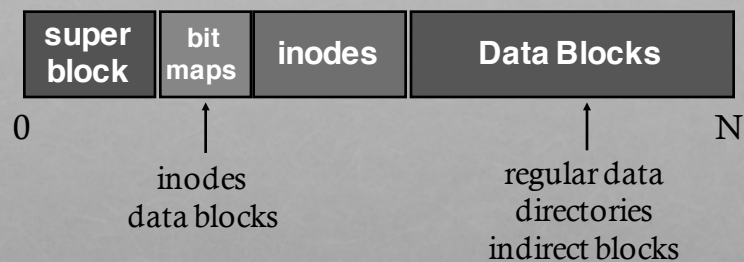 super
block
bit
maps
inodes
Data Blocks
0
N
inodes
data blocks
regular data
directories
indirect blocks